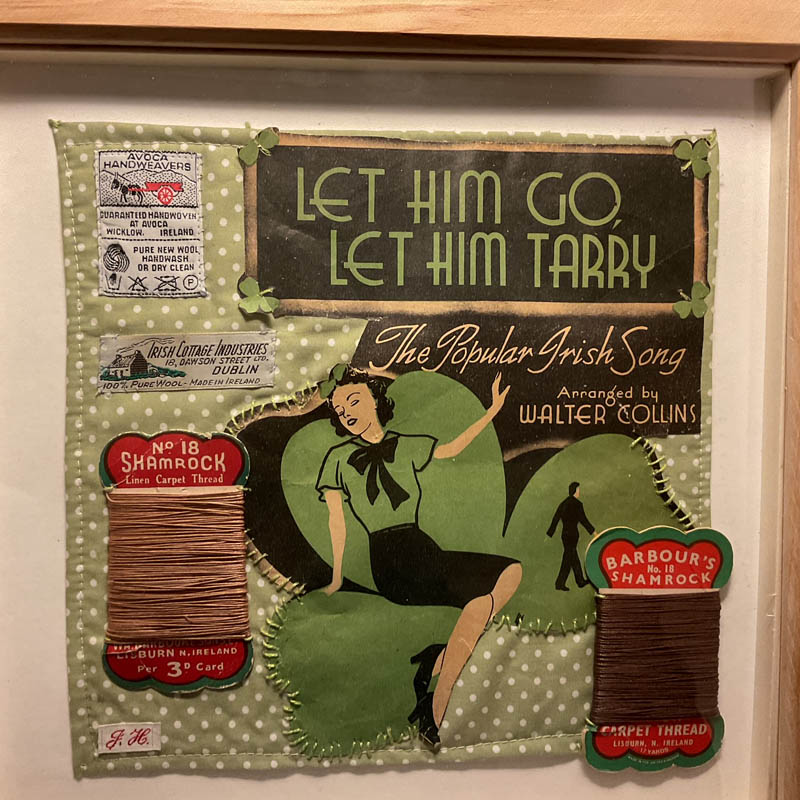 AVOCA
HANDWEAVERS
GUARANTEED HANDWOVEN
AT AVOCA
WICKLOW. IRELAND
PURE NEW WOOL
HANDWASH
OR DRY CLEAN
P
LET HIM GO,
LET HIM TARRY
The Popular Irish Song
Arranged by
WALTER COLLINS
IRISH COTTAGE INDUSTRIES
18, DAWSON STREET LTD.
DUBLIN
100% PURE WOOL - MADE IN IRELAND
No 18
SHAMROCK
Linen Carpet Thread
LISBURN N. IRELAND
Per 3D Card
BARBOUR'S
No. 18
SHAMROCK
CARPET THREAD
LISBURN, N. IRELAND
17 YARDS
J. H.